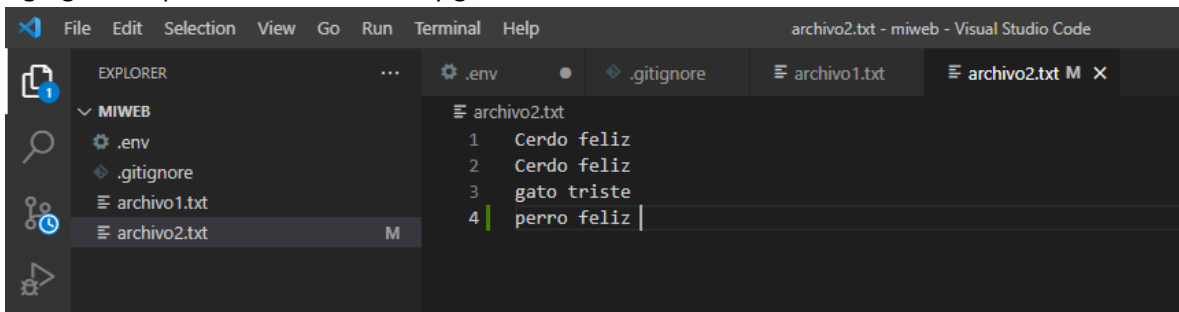 File Edit Selection View Go Run Terminal Help archivo2.txt - miweb - Visual Studio Code
EXPLORER ... .env .gitignore archivo1.txt archivo2.txt M
1
MIWEB
archivo2.txt
.env
.gitignore
archivo1.txt
archivo2.txt M
1 Cerdo feliz
2 Cerdo feliz
3 gato triste
4 perro feliz